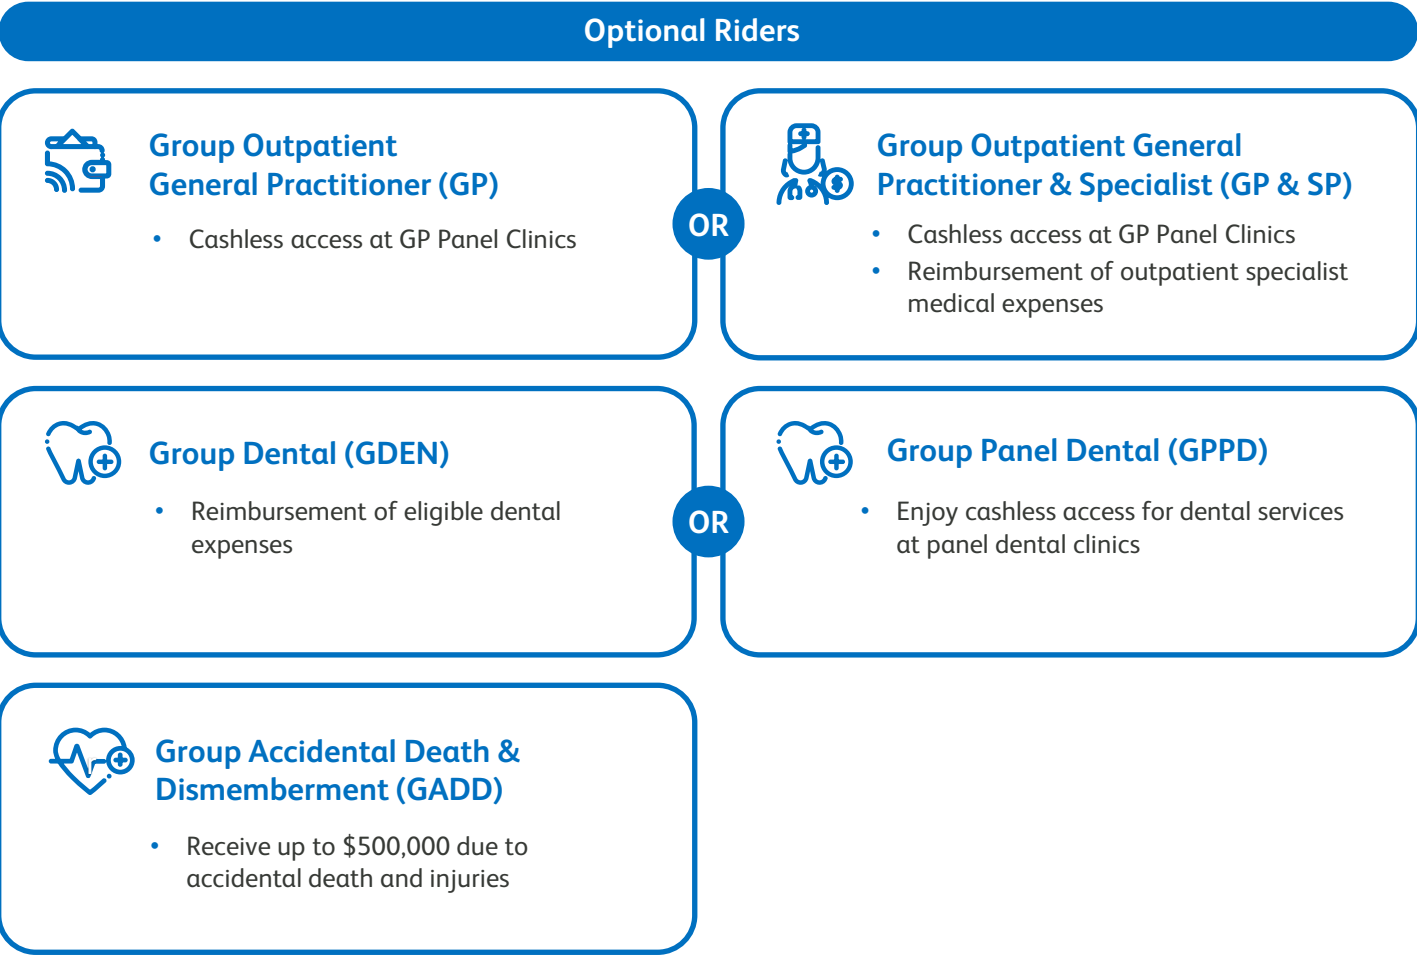 Optional Riders
Group Outpatient
General Practitioner (GP)
• Cashless access at GP Panel Clinics
OR
Group Outpatient General
Practitioner & Specialist (GP & SP)
• Cashless access at GP Panel Clinics
• Reimbursement of outpatient specialist
medical expenses
Group Dental (GDEN)
• Reimbursement of eligible dental
expenses
OR
Group Panel Dental (GPPD)
• Enjoy cashless access for dental services
at panel dental clinics
Group Accidental Death &
Dismemberment (GADD)
• Receive up to $500,000 due to
accidental death and injuries